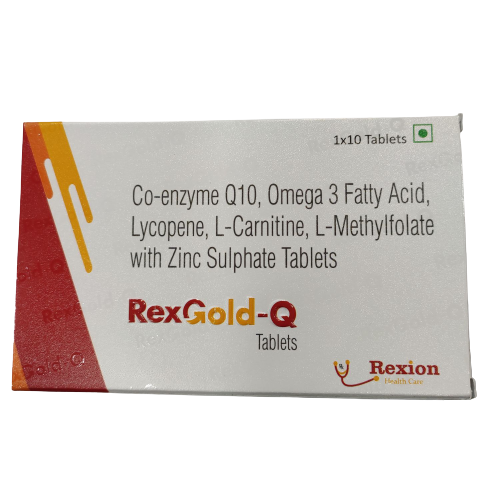 1x10 Tablets
Co-enzyme Q10, Omega 3 Fatty Acid,
Lycopene, L-Carnitine, L-Methylfolate
with Zinc Sulphate Tablets
RexGold-Q
Tablets
Rexion
Health Care